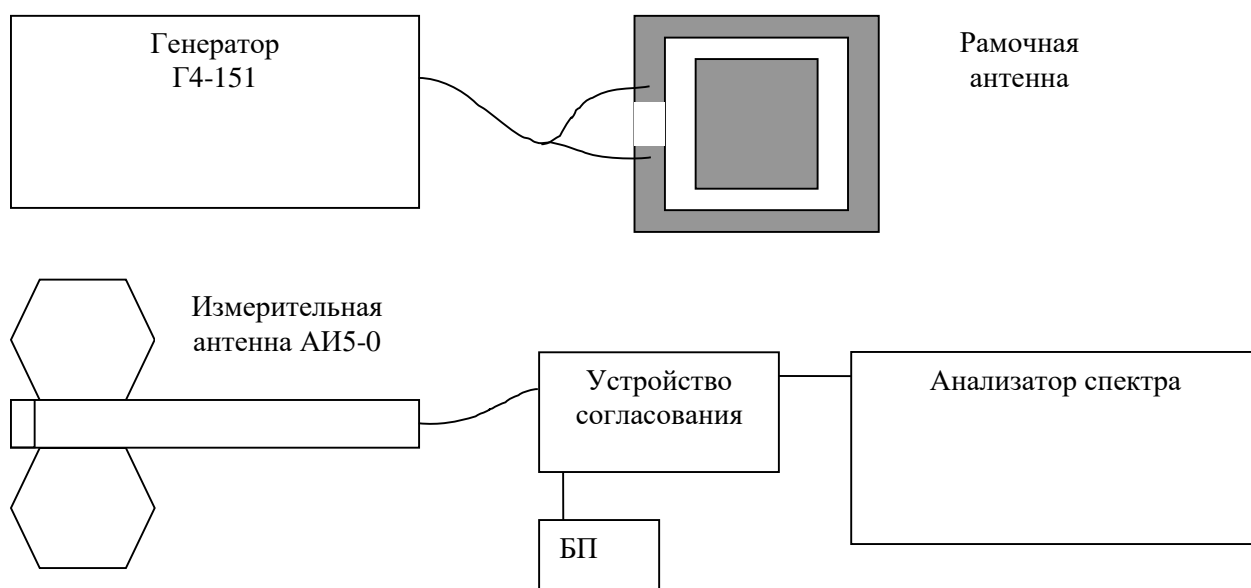 Генератор
Г4-151
Рамочная
антенна
Измерительная
антенна АИ5-0
Устройство
согласования
Анализатор спектра
БП